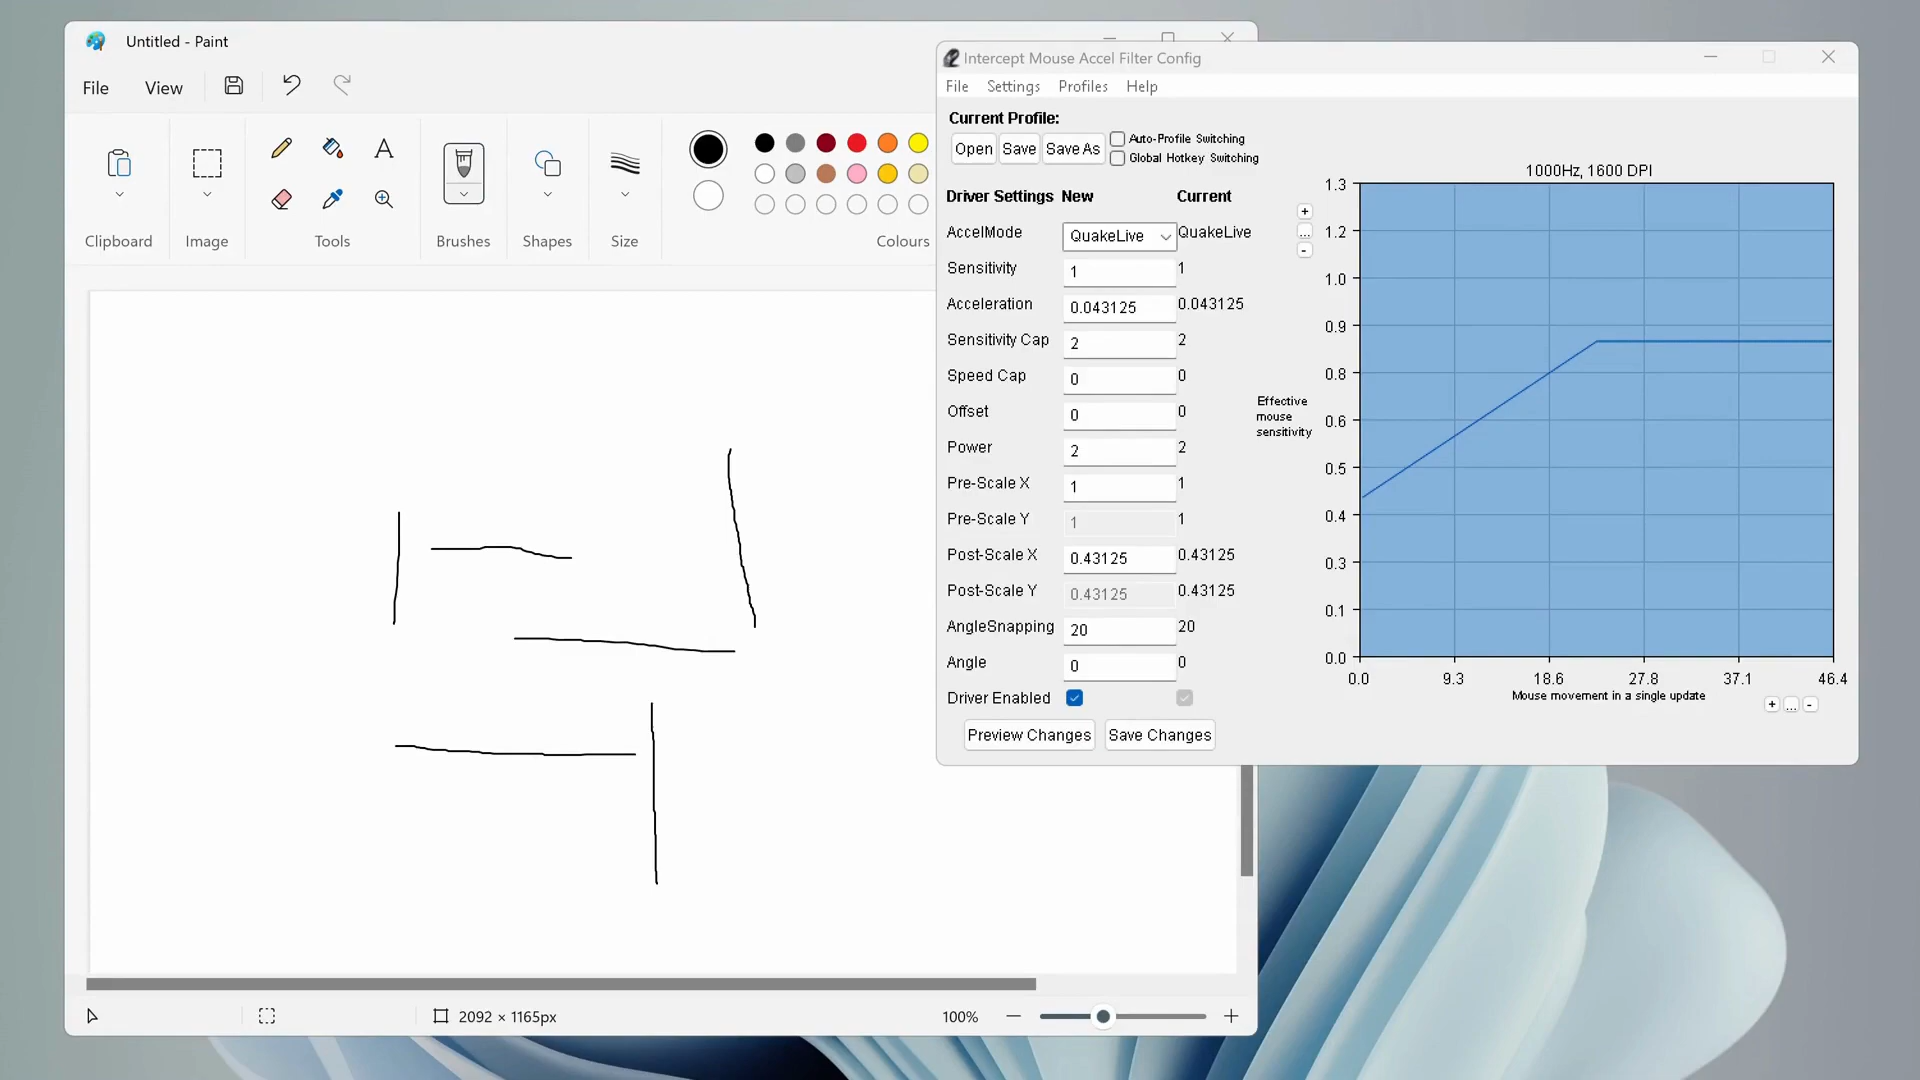 Untitled - Paint
File View
Clipboard Image Tools Brushes Shapes Size Colours
A
2092 × 1165px
100%
Intercept Mouse Accel Filter Config
File Settings Profiles Help
Current Profile:
Open Save Save As
Auto-Profile Switching
Global Hotkey Switching
Driver Settings New Current
AccelMode QuakeLive QuakeLive
Sensitivity 1 1
Acceleration 0.043125 0.043125
Sensitivity Cap 2 2
Speed Cap 0 0
Offset 0 0
Power 2 2
Pre-Scale X 1 1
Pre-Scale Y 1 1
Post-Scale X 0.43125 0.43125
Post-Scale Y 0.43125 0.43125
AngleSnapping 20 20
Angle 0 0
Driver Enabled
Preview Changes Save Changes
1000Hz, 1600 DPI
+
...
-
Effective
mouse
sensitivity
1.3
1.2
1.0
0.9
0.8
0.6
0.5
0.4
0.3
0.1
0.0
0.0 9.3 18.6 27.8 37.1 46.4
Mouse movement in a single update
+ ... -